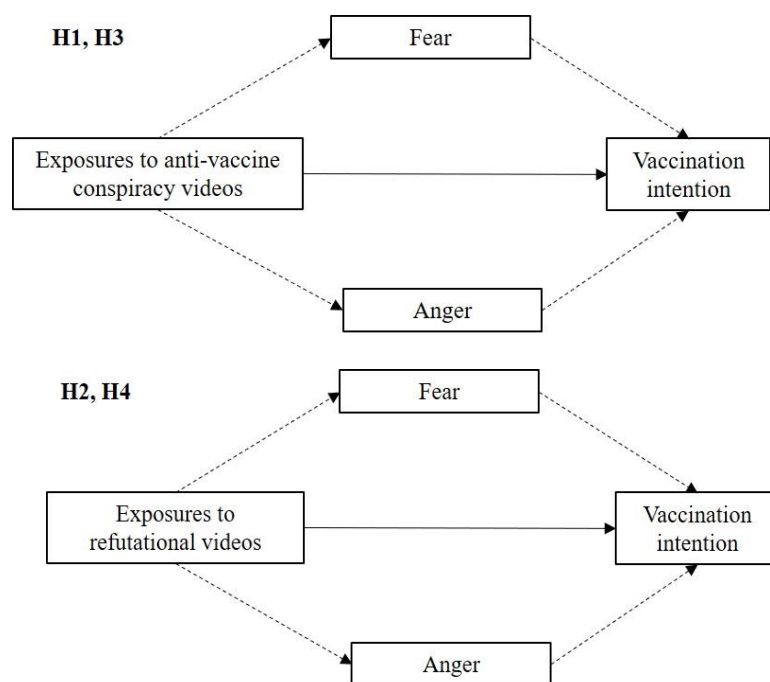 H1, H3
Fear
Exposures to anti-vaccine
conspiracy videos
Vaccination
intention
Anger
H2, H4
Fear
Exposures to
refutational videos
Vaccination
intention
Anger